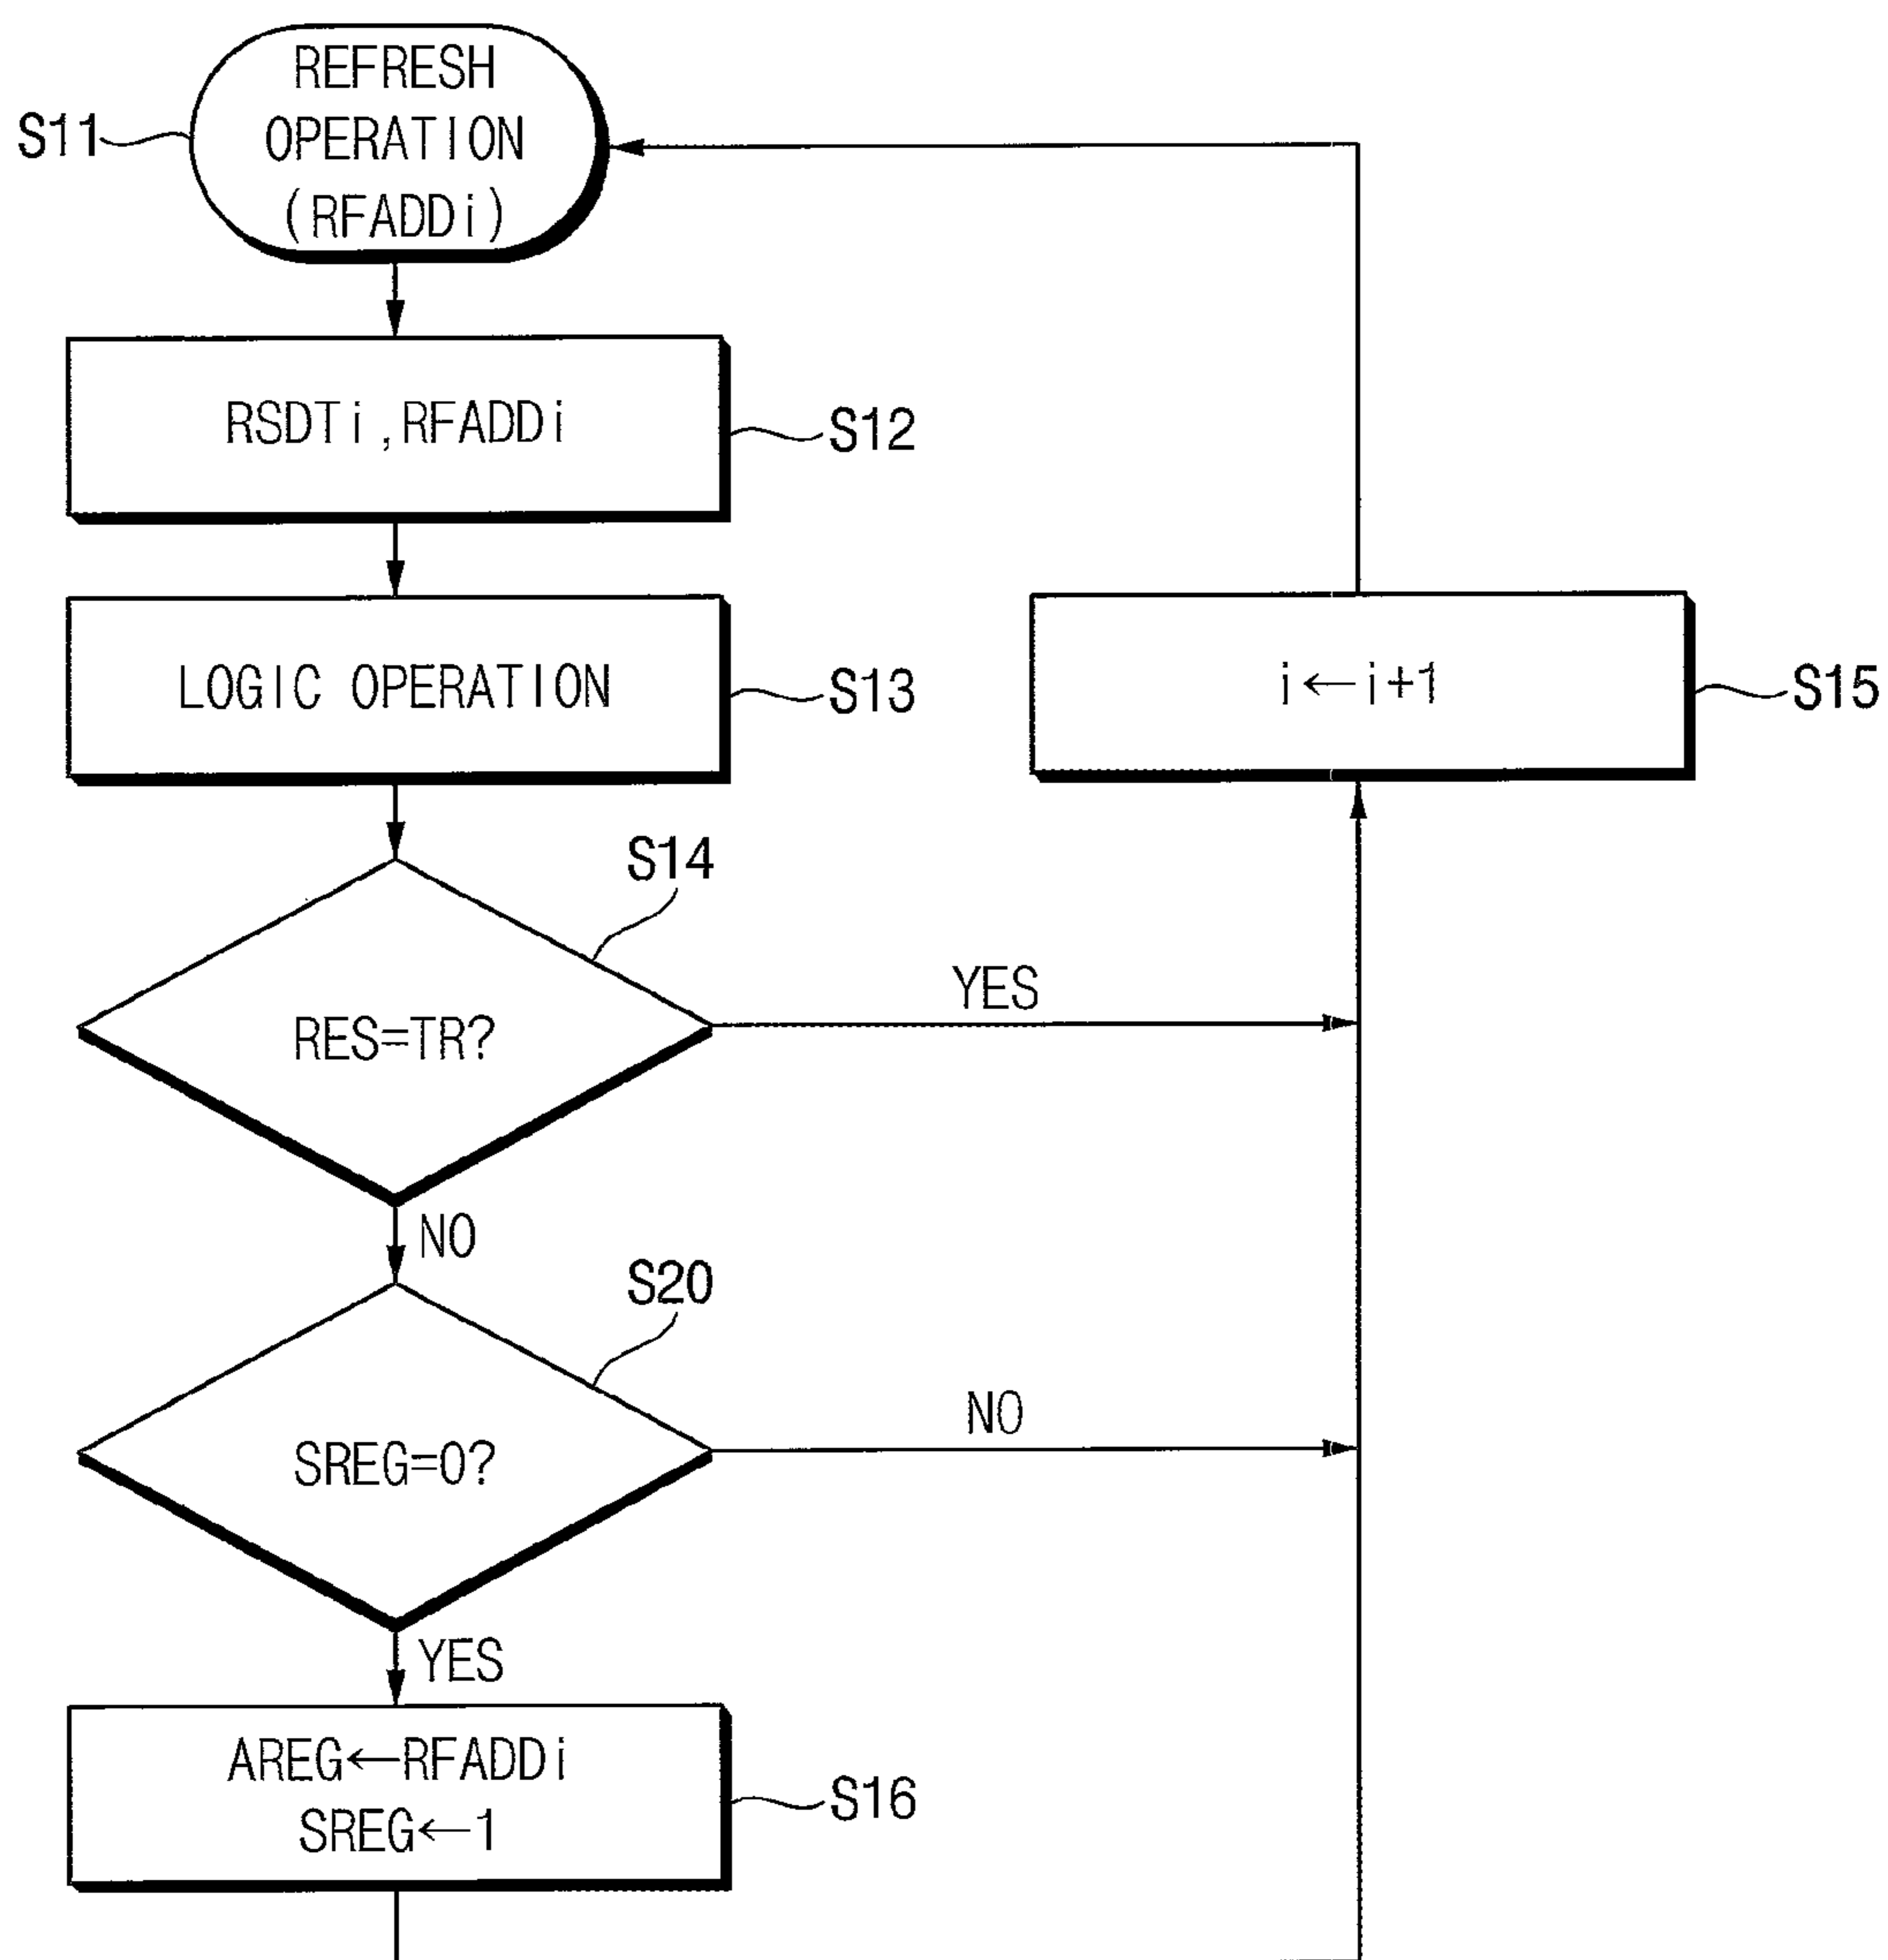 REFRESH
OPERATION
(RFADDi)
S11
RSDTi,RFADDi
S12
LOGIC OPERATION
S13
i←i+1
S15
S14
RES=TR?
YES
NO
S20
SREG=0?
NO
YES
AREG←RFADDi
SREG←1
S16